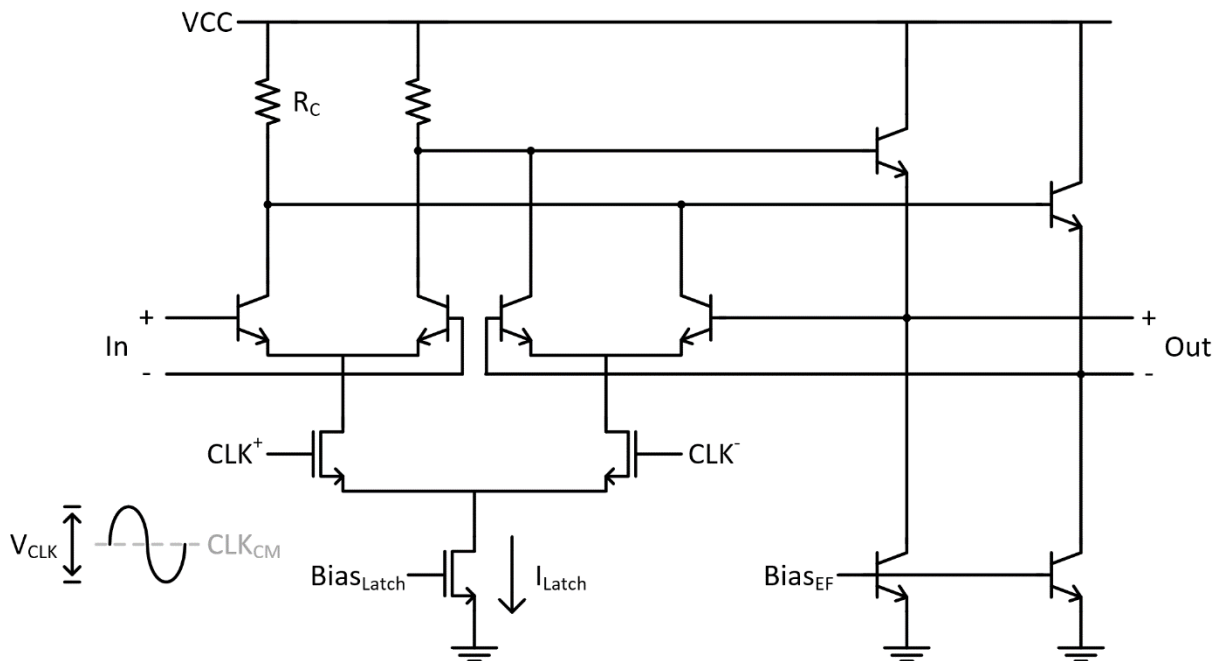 VCC
R_C
+
In
-
+
Out
-
CLK⁺
CLK⁻
V_CLK
CLK_CM
Bias_Latch
I_Latch
Bias_EF